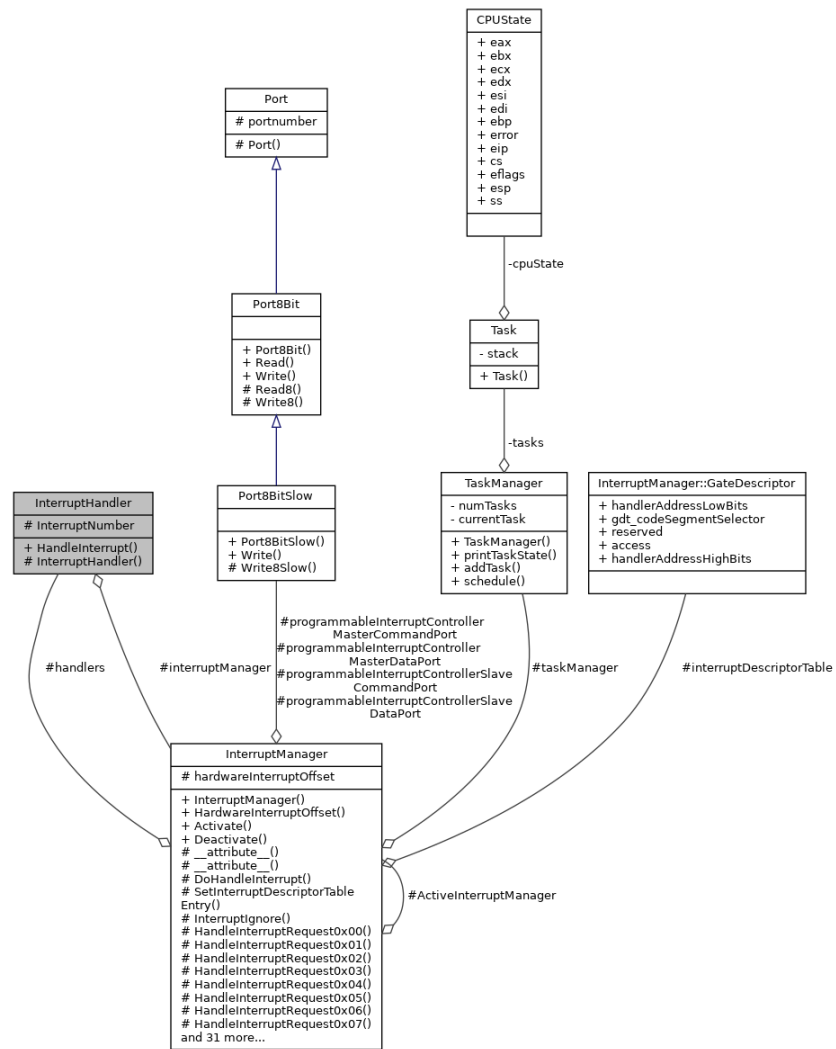 CPUState
+ eax
+ ebx
+ ecx
+ edx
+ esi
+ edi
+ ebp
+ error
+ eip
+ cs
+ eflags
+ esp
+ ss
Port
# portnumber
# Port()
-cpuState
Port8Bit
+ Port8Bit()
+ Read()
+ Write()
# Read8()
# Write8()
Task
- stack
+ Task()
-tasks
InterruptHandler
# InterruptNumber
+ HandleInterrupt()
# InterruptHandler()
Port8BitSlow
+ Port8BitSlow()
+ Write()
# Write8Slow()
TaskManager
- numTasks
- currentTask
+ TaskManager()
+ printTaskState()
+ addTask()
+ schedule()
InterruptManager::GateDescriptor
+ handlerAddressLowBits
+ gdt_codeSegmentSelector
+ reserved
+ access
+ handlerAddressHighBits
#handlers
#interruptManager
#programmableInterruptController
MasterCommandPort
#programmableInterruptController
MasterDataPort
#programmableInterruptControllerSlave
CommandPort
#programmableInterruptControllerSlave
DataPort
#taskManager
#interruptDescriptorTable
InterruptManager
# hardwareInterruptOffset
+ InterruptManager()
+ HardwareInterruptOffset()
+ Activate()
+ Deactivate()
# __attribute__()
# __attribute__()
# DoHandleInterrupt()
# SetInterruptDescriptorTable
Entry()
# InterruptIgnore()
# HandleInterruptRequest0x00()
# HandleInterruptRequest0x01()
# HandleInterruptRequest0x02()
# HandleInterruptRequest0x03()
# HandleInterruptRequest0x04()
# HandleInterruptRequest0x05()
# HandleInterruptRequest0x06()
# HandleInterruptRequest0x07()
and 31 more...
#ActiveInterruptManager